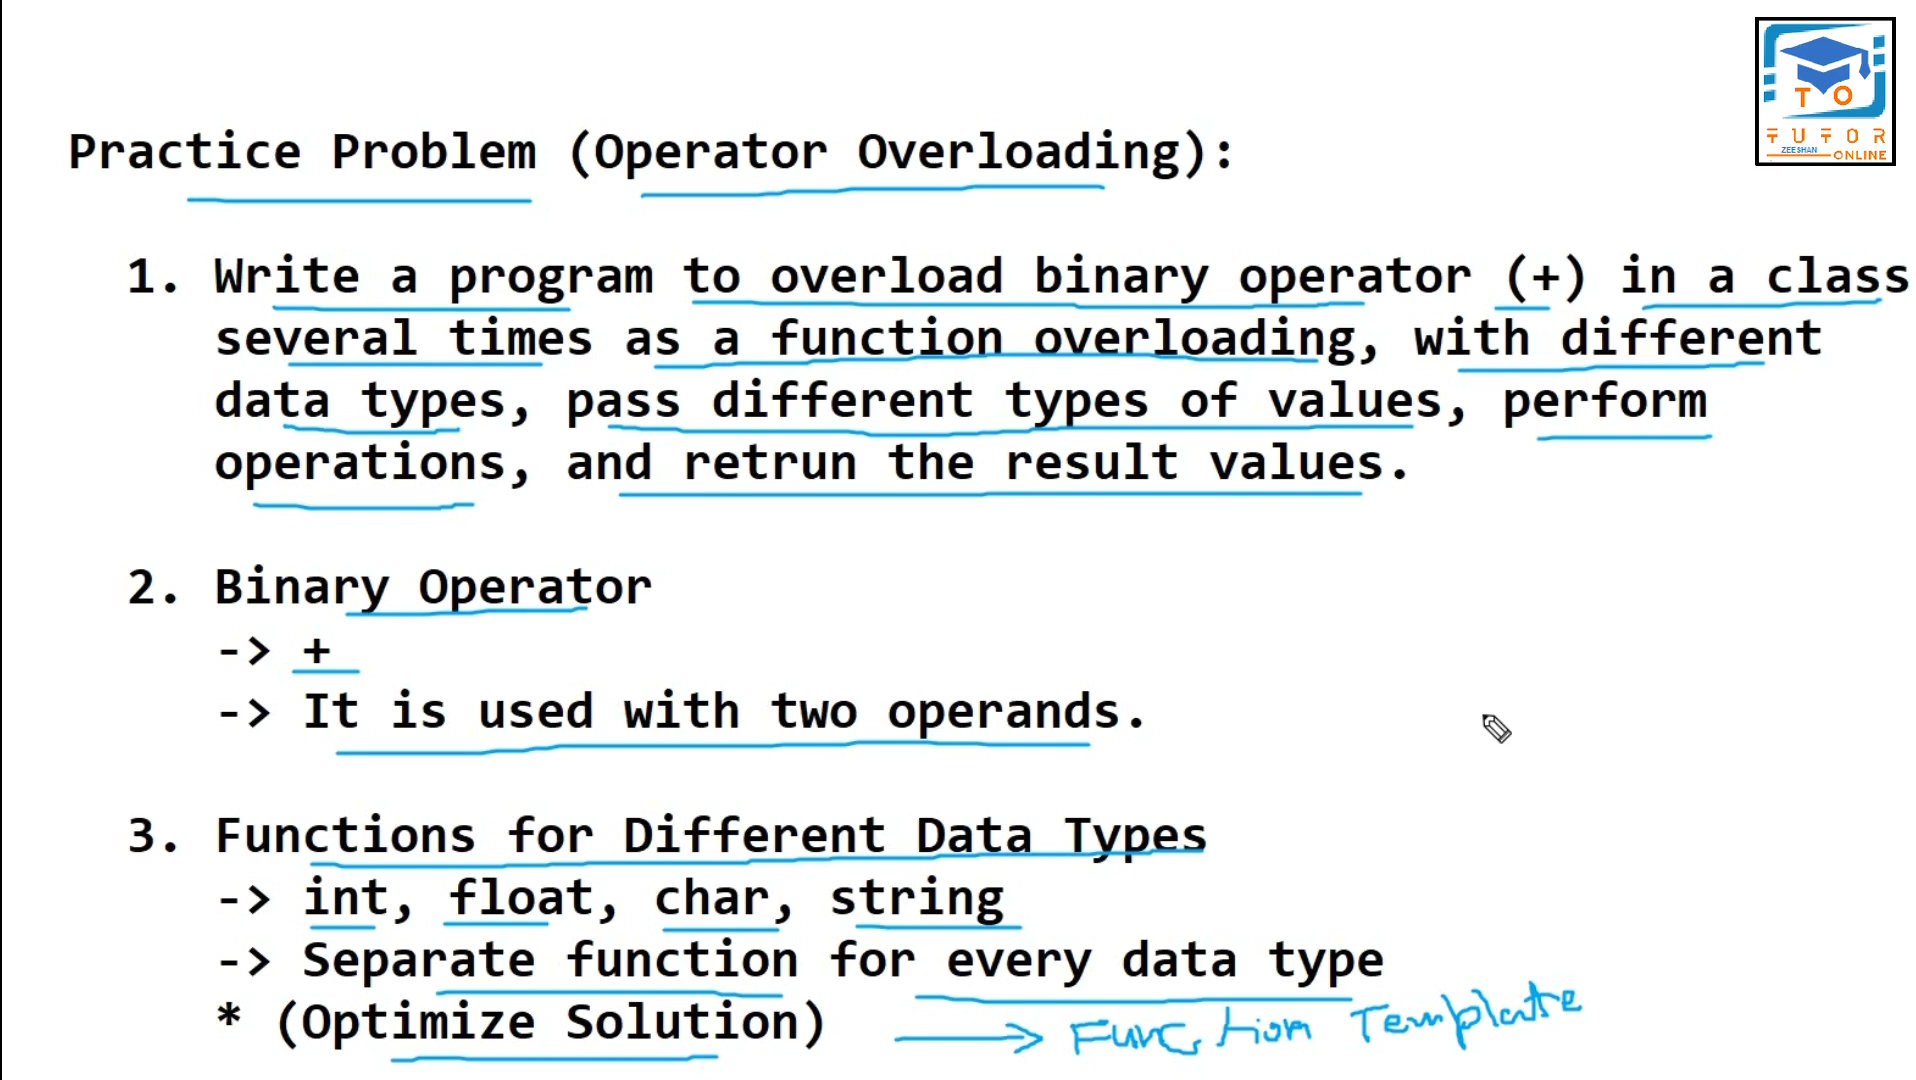 T O
TUTOR
ZEESHAN
ONLINE
Practice Problem (Operator Overloading):
1. Write a program to overload binary operator (+) in a class
several times as a function overloading, with different
data types, pass different types of values, perform
operations, and retrun the result values.
2. Binary Operator
-> +
-> It is used with two operands.
3. Functions for Different Data Types
-> int, float, char, string
-> Separate function for every data type
* (Optimize Solution) → Function Template